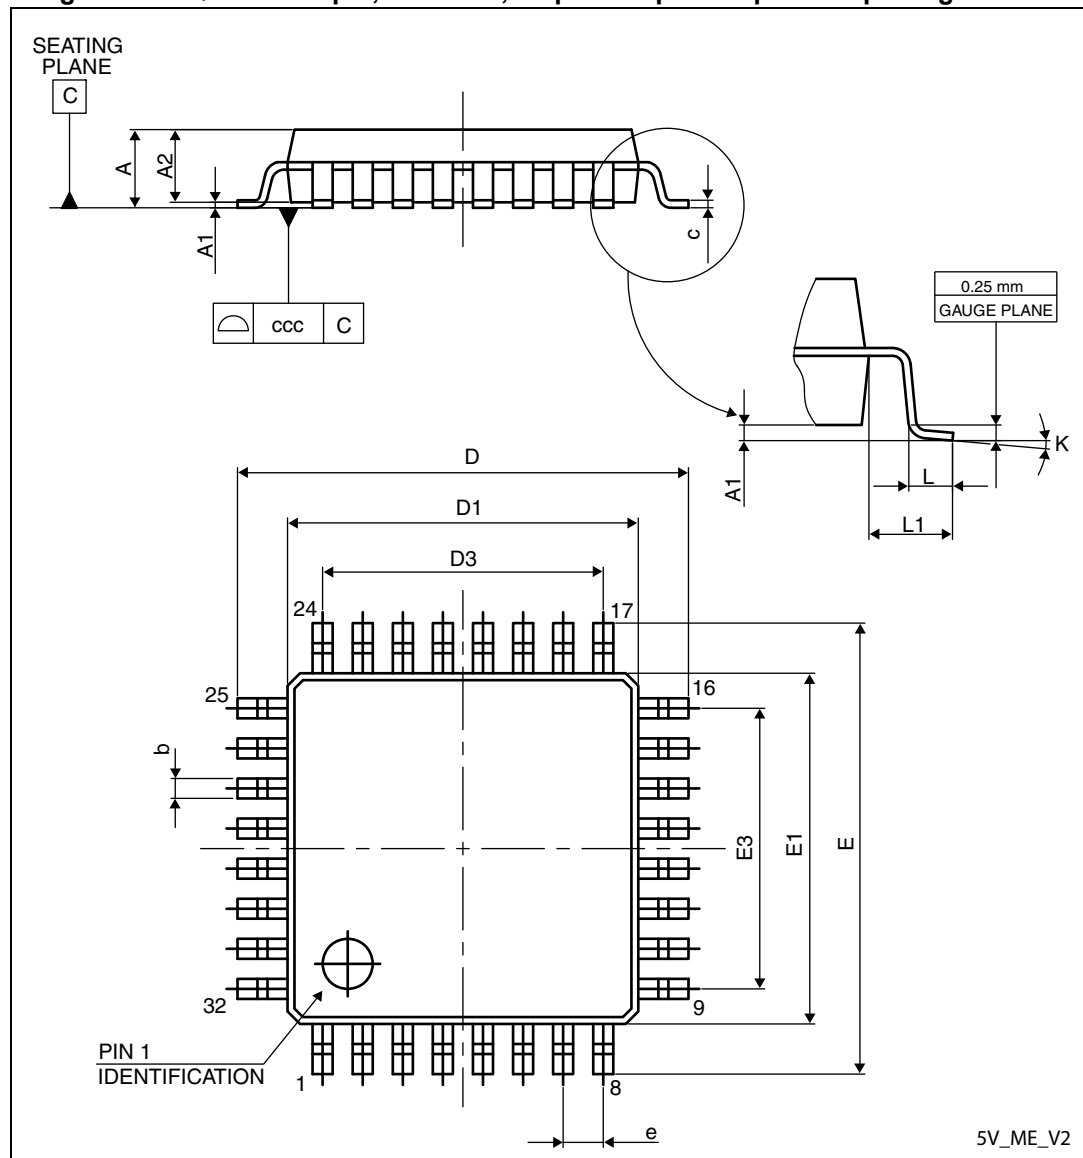 SEATING
PLANE
C
A
A2
A1
c
ccc
C
0.25 mm
GAUGE PLANE
K
A1
L
L1
D
D1
D3
24
17
25
16
b
E3
E1
E
32
9
PIN 1
IDENTIFICATION
1
8
e
5V_ME_V2